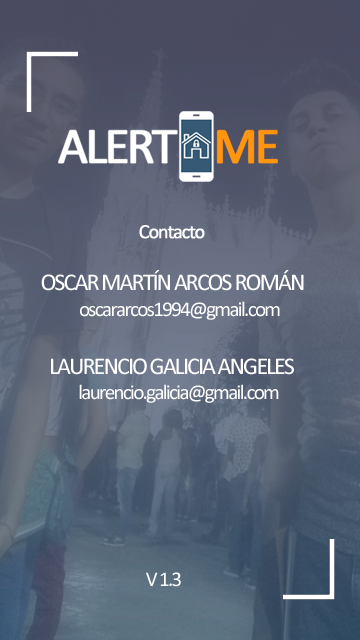 ALERT ME
Contacto
OSCAR MARTÍN ARCOS ROMÁN
oscararcos1994@gmail.com
LAURENCIO GALICIA ANGELES
laurencio.galicia@gmail.com
V 1.3